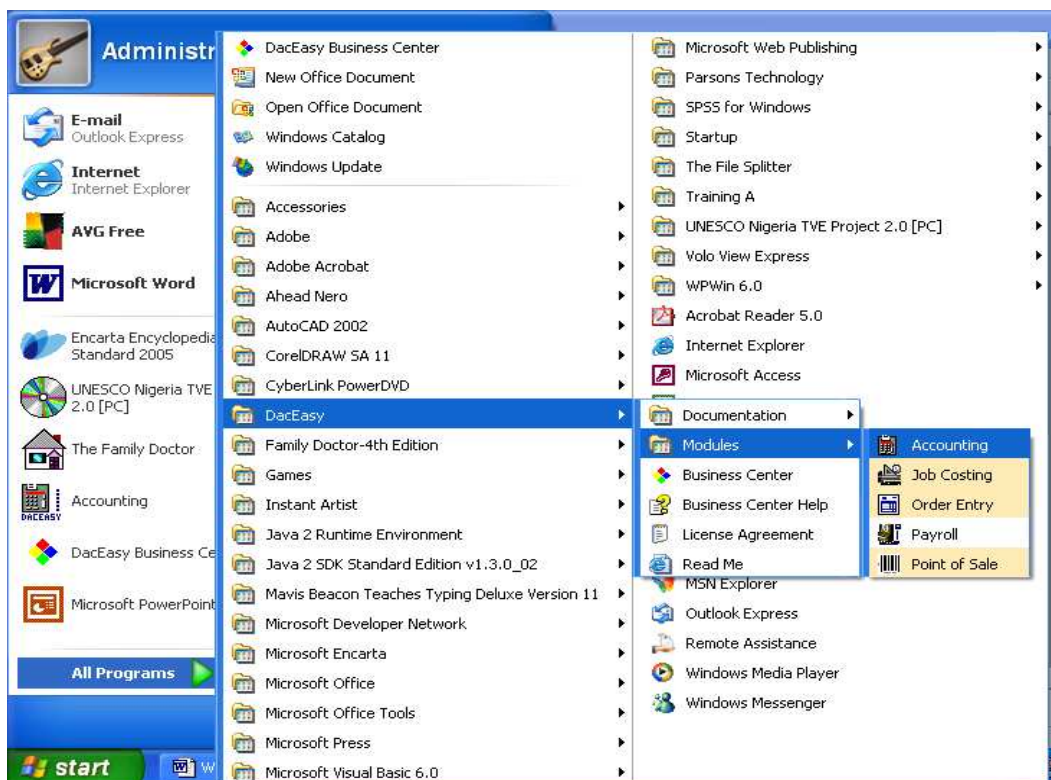 Administr
E-mail
Outlook Express
Internet
Internet Explorer
AVG Free
Microsoft Word
Encarta Encyclopedia
Standard 2005
UNESCO Nigeria TVE
2.0 [PC]
The Family Doctor
Accounting
DACEASY
DacEasy Business Ce
Microsoft PowerPoint
All Programs
start
W
DacEasy Business Center
New Office Document
Open Office Document
Windows Catalog
Windows Update
Accessories
Adobe
Adobe Acrobat
Ahead Nero
AutoCAD 2002
CorelDRAW SA 11
CyberLink PowerDVD
DacEasy
Family Doctor-4th Edition
Games
Instant Artist
Java 2 Runtime Environment
Java 2 SDK Standard Edition v1.3.0_02
Mavis Beacon Teaches Typing Deluxe Version 11
Microsoft Developer Network
Microsoft Encarta
Microsoft Office
Microsoft Office Tools
Microsoft Press
Microsoft Visual Basic 6.0
Microsoft Web Publishing
Parsons Technology
SPSS for Windows
Startup
The File Splitter
Training A
UNESCO Nigeria TVE Project 2.0 [PC]
Volo View Express
WPWin 6.0
Acrobat Reader 5.0
Internet Explorer
Microsoft Access
Documentation
Modules
Business Center
Business Center Help
License Agreement
Read Me
MSN Explorer
Outlook Express
Remote Assistance
Windows Media Player
Windows Messenger
Accounting
Job Costing
Order Entry
Payroll
Point of Sale